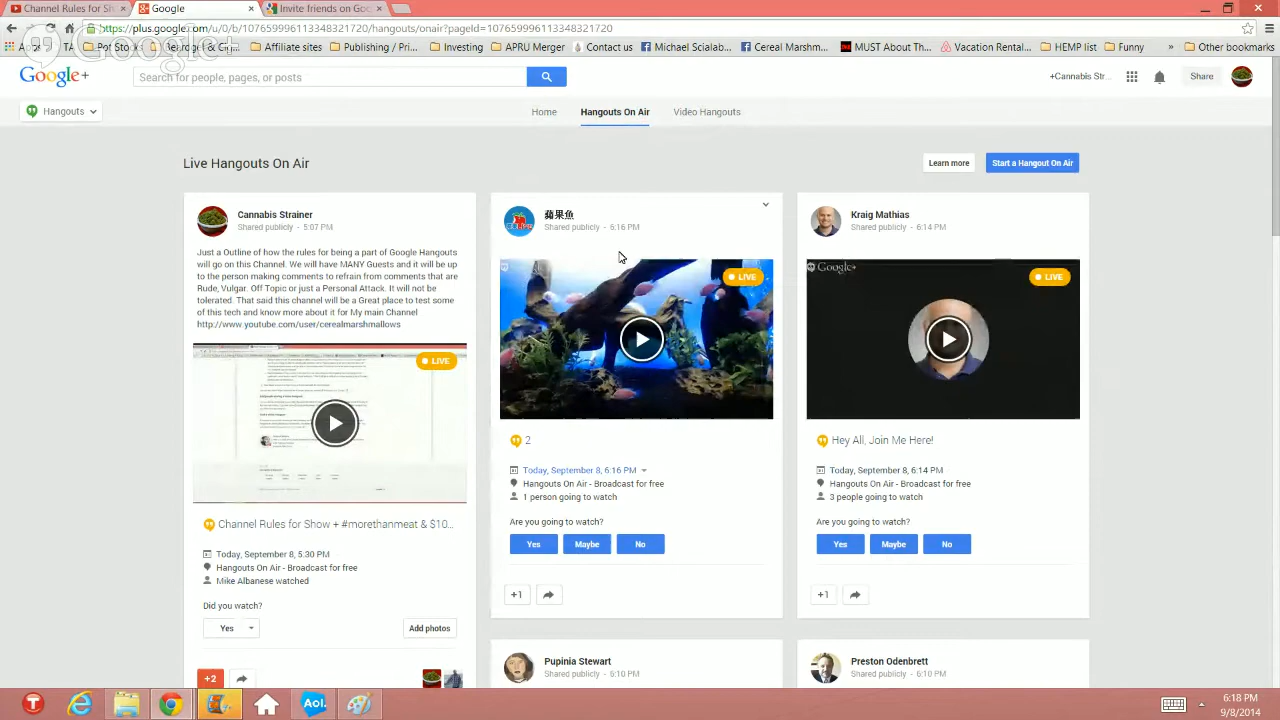 Channel Rules for Sh
Google
Invite friends on Goo
https://plus.google.com/u/0/b/107659996113348321720/hangouts/onair?pageId=107659996113348321720
Affiliate sites
Publishing / Pri...
Investing
APRU Merger
Contact us
Michael Sciabb...
Cereal Marshm...
MUST About Th...
Vacation Rental...
HEMP list
Funny
»
Other bookmarks
Google+
Search for people, pages, or posts
+Cannabis Str...
Share
Hangouts
Home
Hangouts On Air
Video Hangouts
Live Hangouts On Air
Learn more
Start a Hangout On Air
Cannabis Strainer
Shared publicly - 5:07 PM
Just a Outline of how the rules for being a part of Google Hangouts
will go on this Channel. We will have MANY Guests and it will be up
to the person making comments to refrain from comments that are
Rude, Vulgar. Off Topic or just a Personal Attack. It will not be
tolerated. That said this channel will be a Great place to test some
of this tech and know more about it for My main Channel
http://www.youtube.com/user/cerealmarshmallows
LIVE
Channel Rules for Show + #morethanmeat & $10...
Today, September 8, 5:30 PM
Hangouts On Air - Broadcast for free
Mike Albanese watched
Did you watch?
Yes
Add photos
+2
蘋果魚
Shared publicly - 6:16 PM
LIVE
2
Today, September 8, 6:16 PM
Hangouts On Air - Broadcast for free
1 person going to watch
Are you going to watch?
Yes
Maybe
No
+1
Pupinia Stewart
Shared publicly - 6:10 PM
Kraig Mathias
Shared publicly - 6:14 PM
Google+
LIVE
Hey All, Join Me Here!
Today, September 8, 6:14 PM
Hangouts On Air - Broadcast for free
3 people going to watch
Are you going to watch?
Yes
Maybe
No
+1
Preston Odenbrett
Shared publicly - 6:10 PM
Aol.
6:18 PM
9/8/2014